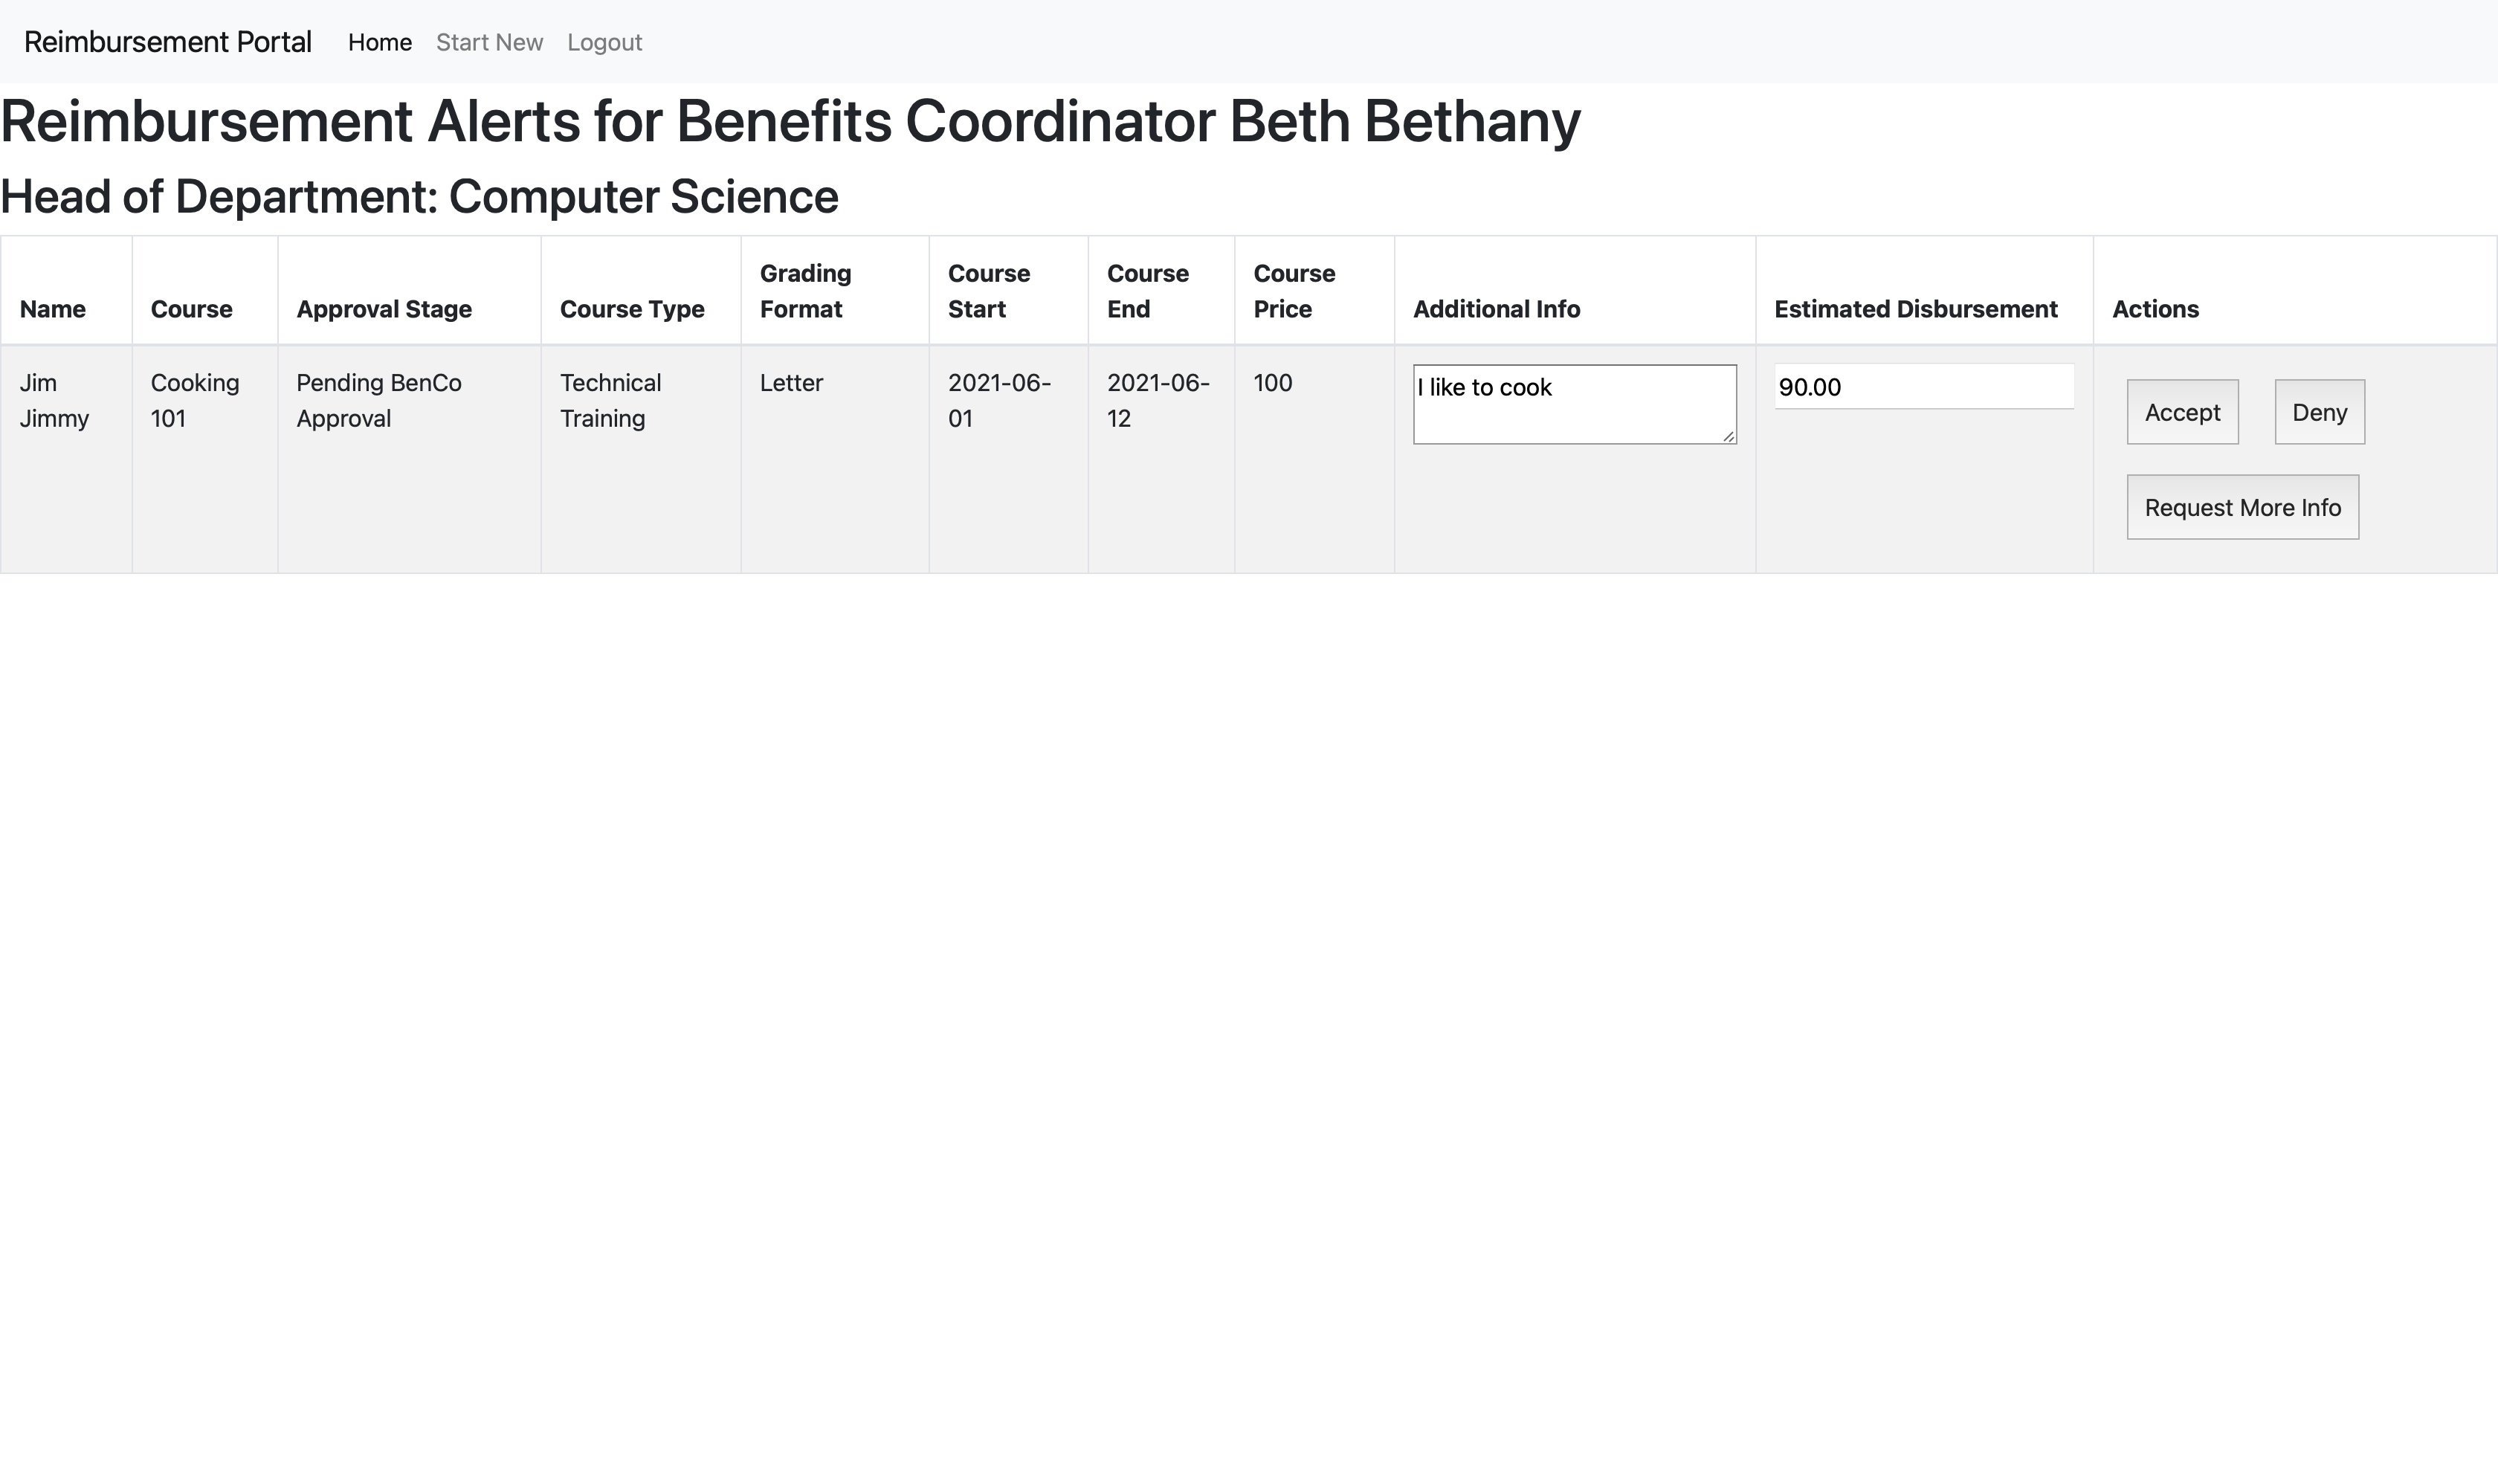 Reimbursement Portal Home Start New Logout
Reimbursement Alerts for Benefits Coordinator Beth Bethany
Head of Department: Computer Science
Name Course Approval Stage Course Type Grading Format Course Start Course End Course Price Additional Info Estimated Disbursement Actions
Jim Jimmy Cooking 101 Pending BenCo Approval Technical Training Letter 2021-06-01 2021-06-12 100 I like to cook 90.00 Accept Deny
Request More Info